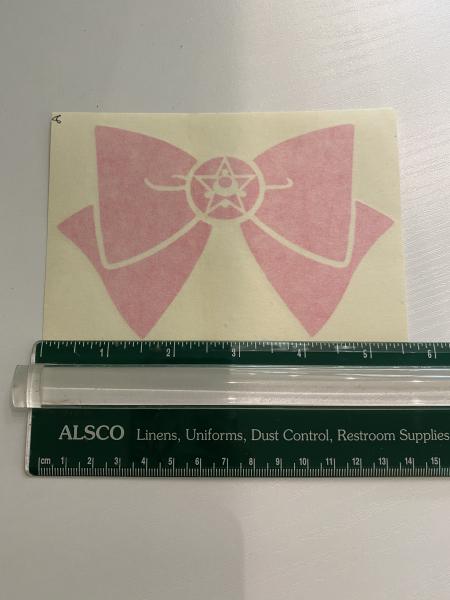 1 2 3 4 5 6
ALSCO Linens, Uniforms, Dust Control, Restroom Supplies
cm 1 2 3 4 5 6 7 8 9 10 11 12 13 14 15